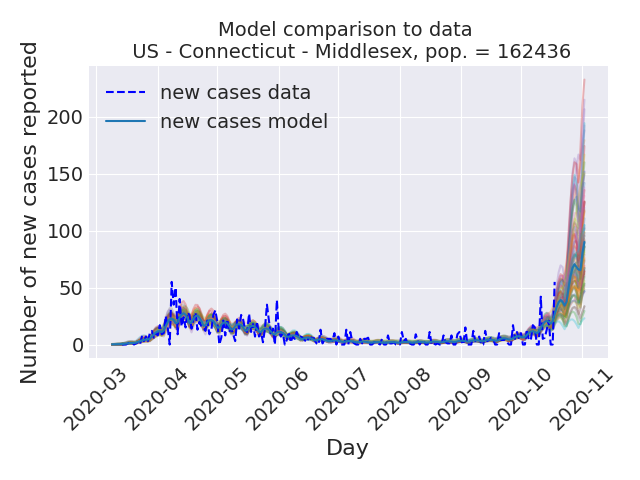 Model comparison to data
US - Connecticut - Middlesex, pop. = 162436
new cases data
new cases model
Number of new cases reported
200
150
100
50
0
2020-03
2020-04
2020-05
2020-06
2020-07
2020-08
2020-09
2020-10
2020-11
Day